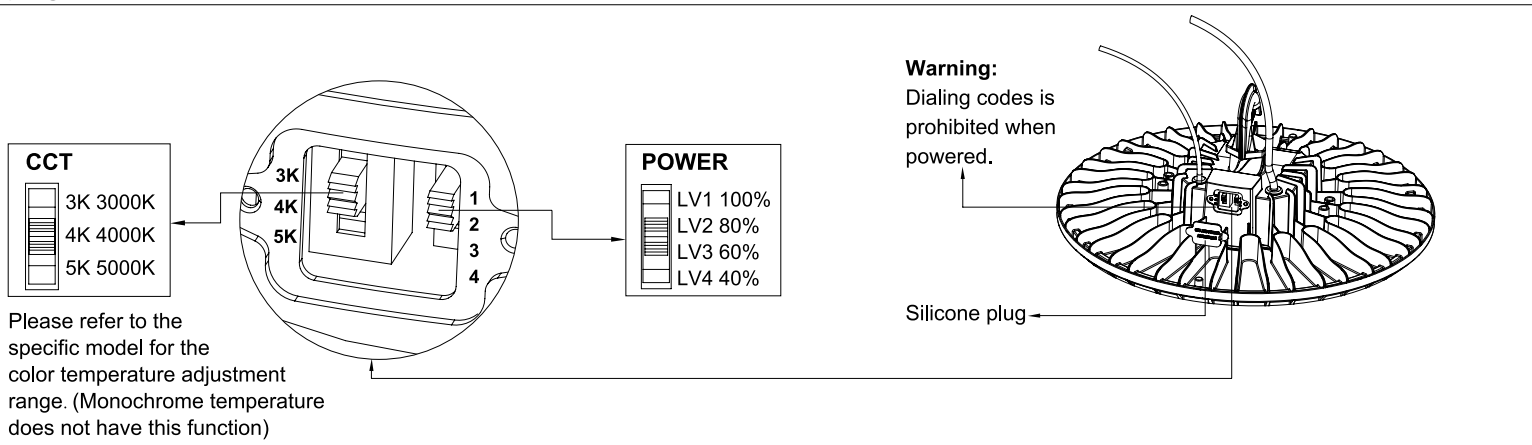 Warning:
Dialing codes is
prohibited when
powered.
CCT
3K 3000K
4K 4000K
5K 5000K
3K
4K
5K
1
2
3
4
POWER
LV1 100%
LV2 80%
LV3 60%
LV4 40%
Silicone plug
Please refer to the
specific model for the
color temperature adjustment
range. (Monochrome temperature
does not have this function)